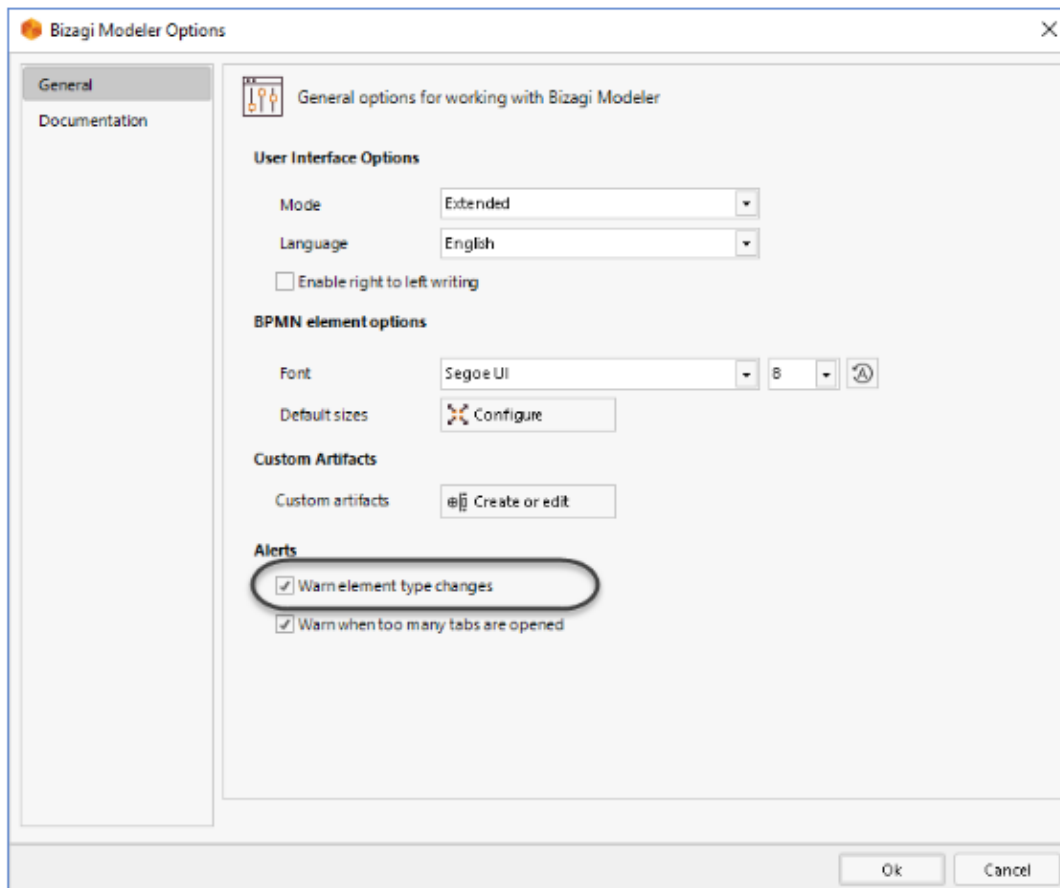 Bizagi Modeler Options
General
Documentation
General options for working with Bizagi Modeler
User Interface Options
Mode Extended
Language English
Enable right to left writing
BPMN element options
Font Segoe UI 8
Default sizes Configure
Custom Artifacts
Custom artifacts Create or edit
Alerts
Warn element type changes
Warn when too many tabs are opened
Ok Cancel